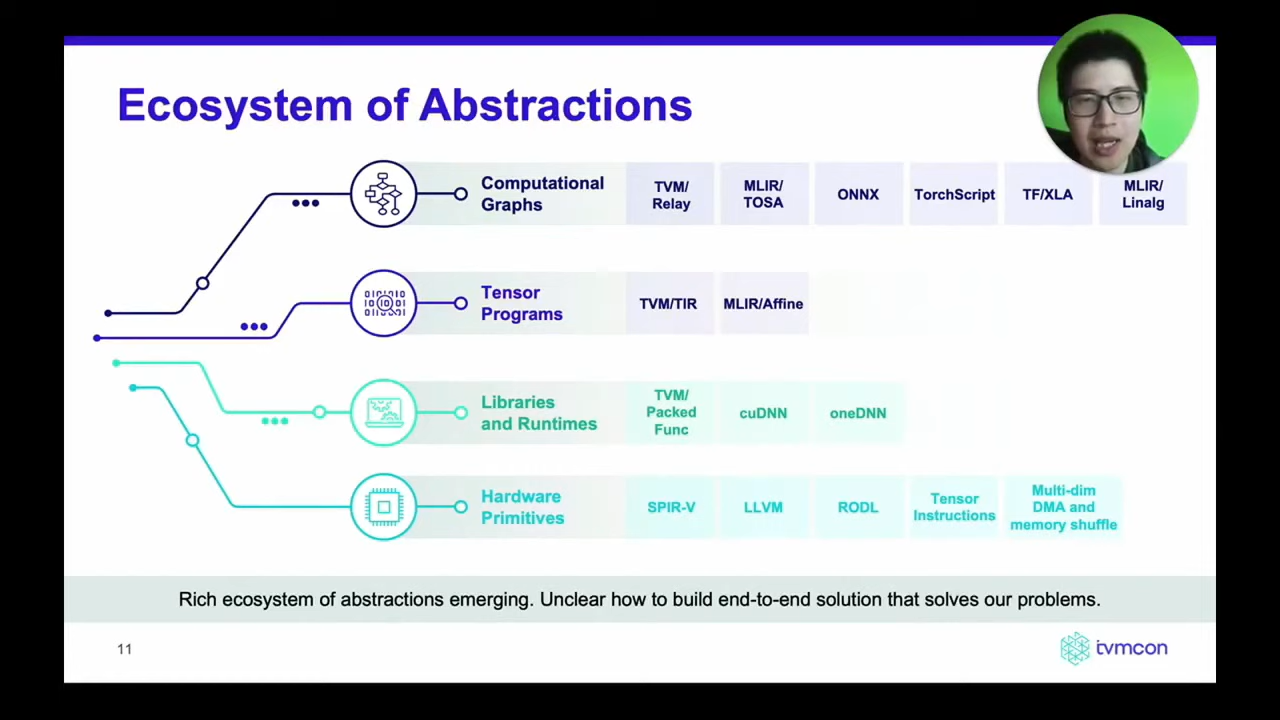 Ecosystem of Abstractions
Computational
Graphs
TVM/
Relay
MLIR/
TOSA
ONNX
TorchScript
TF/XLA
MLIR/
Linalg
Tensor
Programs
TVM/TIR
MLIR/Affine
Libraries
and Runtimes
TVM/
Packed
Func
cuDNN
oneDNN
Hardware
Primitives
SPIR-V
LLVM
RODL
Tensor
Instructions
Multi-dim
DMA and
memory shuffle
Rich ecosystem of abstractions emerging. Unclear how to build end-to-end solution that solves our problems.
11
tvmcon